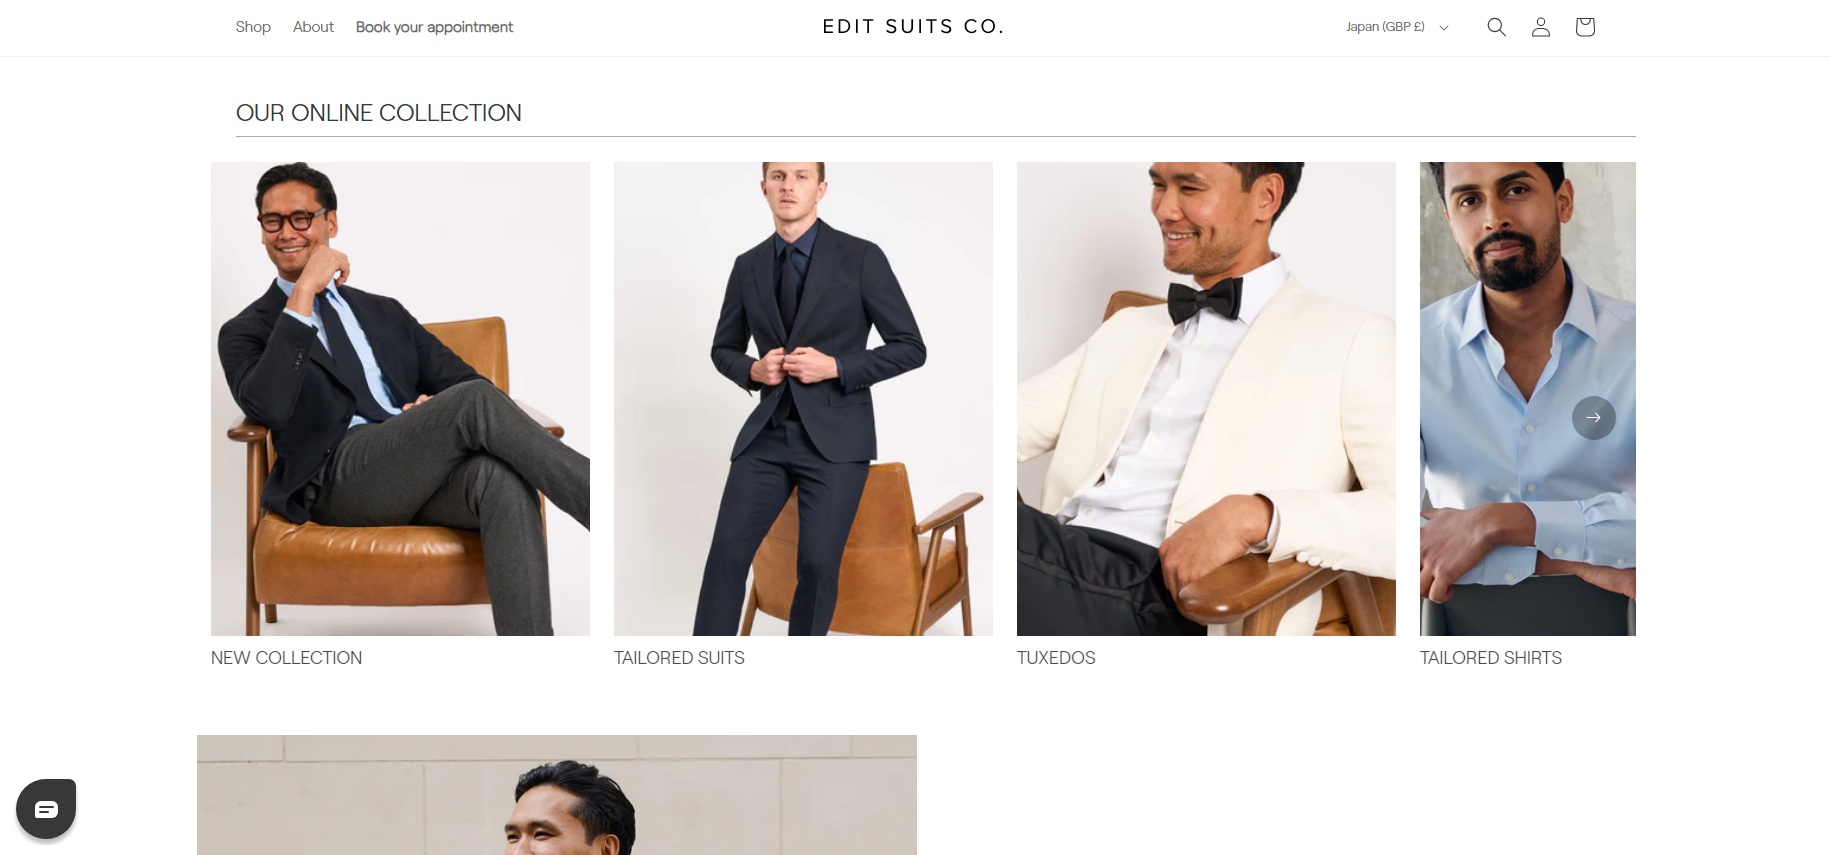 Shop About Book your appointment
EDIT SUITS CO.
Japan (GBP £)
OUR ONLINE COLLECTION
NEW COLLECTION
TAILORED SUITS
TUXEDOS
TAILORED SHIRTS